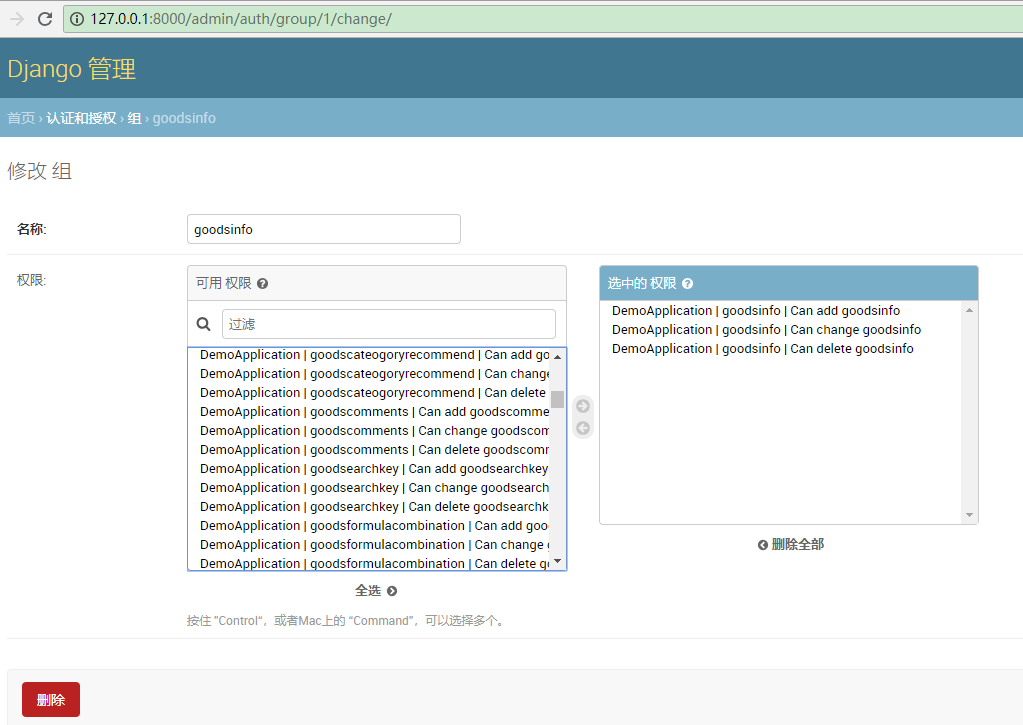 127.0.0.1:8000/admin/auth/group/1/change/
Django 管理
首页 › 认证和授权 › 组 › goodsinfo
修改 组
名称:
goodsinfo
权限:
可用 权限
过滤
DemoApplication | goodscateogoryrecommend | Can add go
DemoApplication | goodscateogoryrecommend | Can change
DemoApplication | goodscateogoryrecommend | Can delete
DemoApplication | goodscomments | Can add goodscomme
DemoApplication | goodscomments | Can change goodscom
DemoApplication | goodscomments | Can delete goodscomm
DemoApplication | goodsearchkey | Can add goodsearchkey
DemoApplication | goodsearchkey | Can change goodsearch
DemoApplication | goodsearchkey | Can delete goodsearchk
DemoApplication | goodsformulacombination | Can add goo
DemoApplication | goodsformulacombination | Can change g
DemoApplication | goodsformulacombination | Can delete go
全选
选中的 权限
DemoApplication | goodsinfo | Can add goodsinfo
DemoApplication | goodsinfo | Can change goodsinfo
DemoApplication | goodsinfo | Can delete goodsinfo
删除全部
按住 "Control"，或者Mac上的 "Command"，可以选择多个。
删除